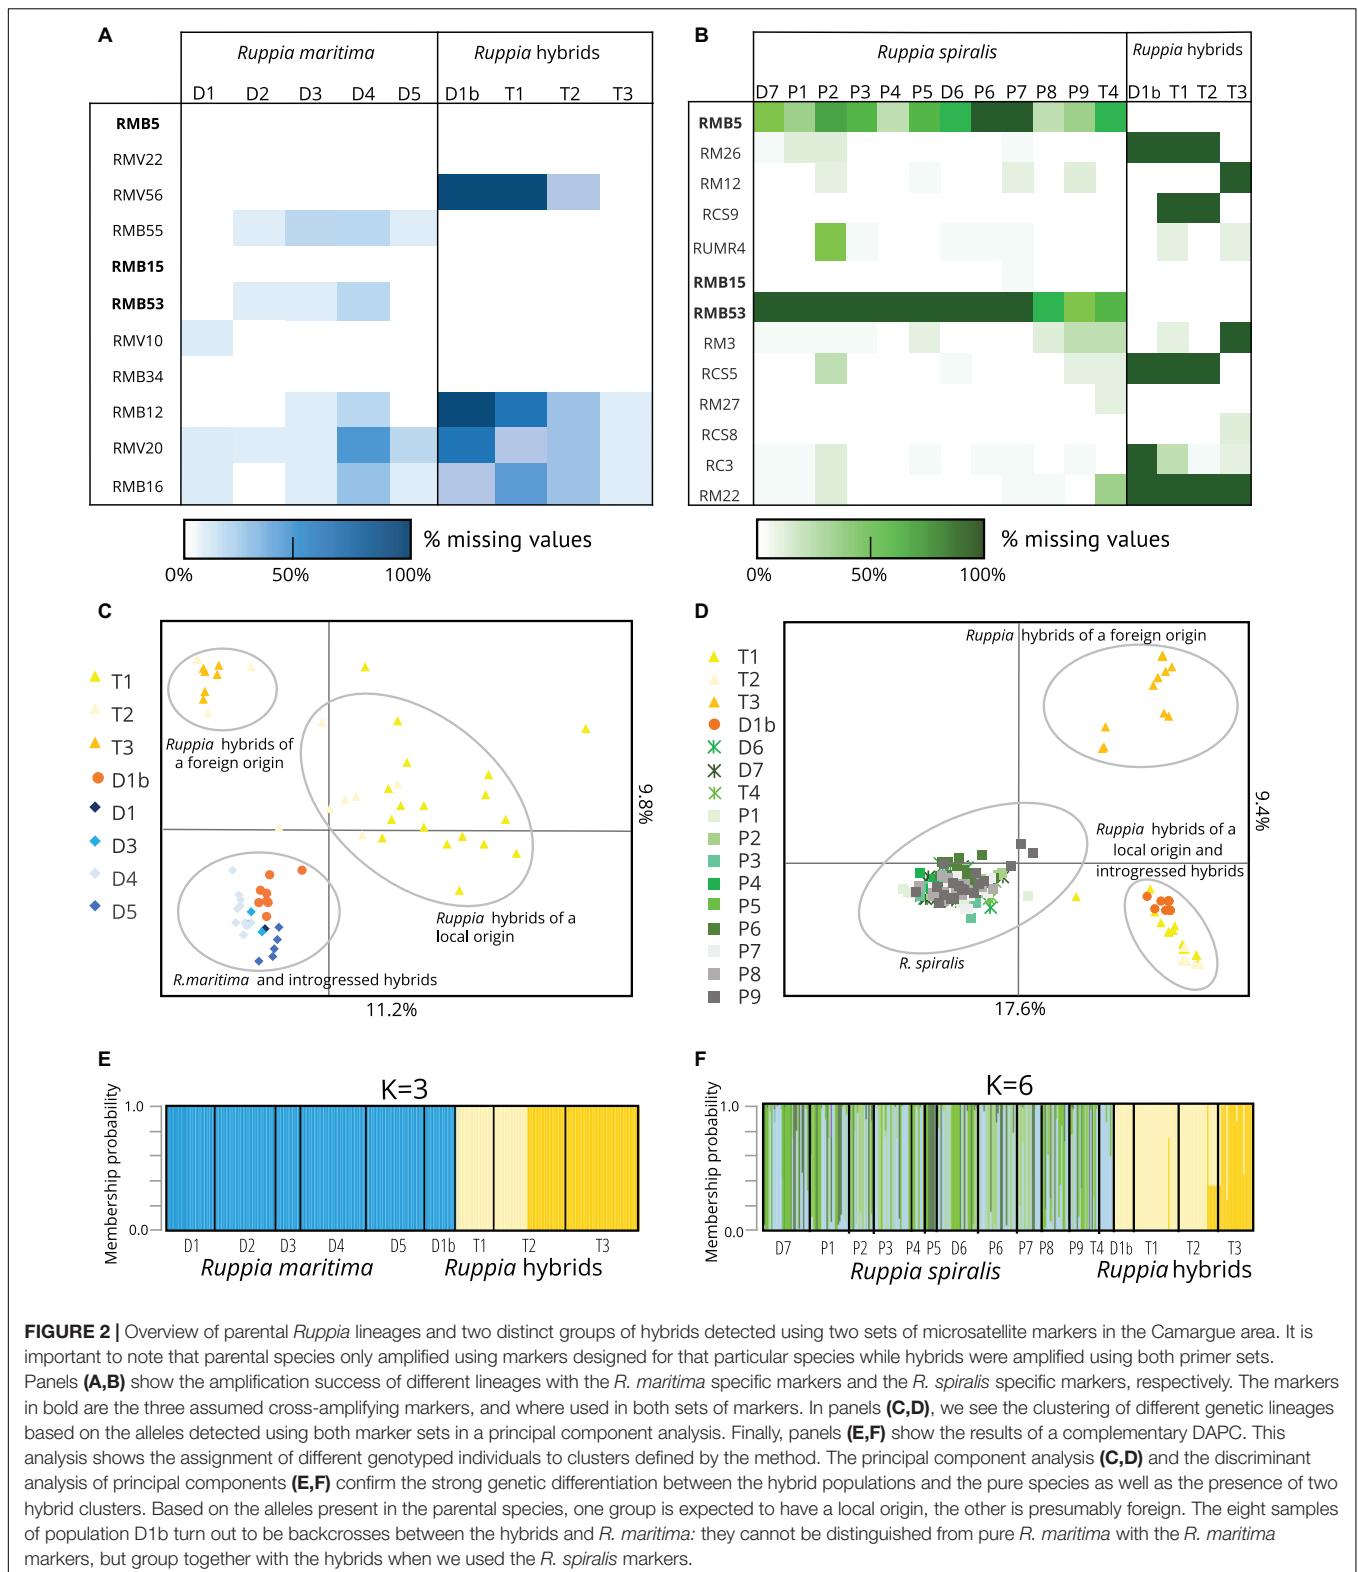 A
Ruppia maritima
Ruppia hybrids
D1 D2 D3 D4 D5 D1b T1 T2 T3
RMB5
RMV22
RMV56
RMB55
RMB15
RMB53
RMV10
RMB34
RMB12
RMV20
RMB16
% missing values
0% 50% 100%
B
Ruppia spiralis
Ruppia hybrids
D7 P1 P2 P3 P4 P5 D6 P6 P7 P8 P9 T4 D1b T1 T2 T3
RMB5
RM26
RM12
RCS9
RUMR4
RMB15
RMB53
RM3
RCS5
RM27
RCS8
RC3
RM22
% missing values
0% 50% 100%
C
T1
T2
T3
D1b
D1
D3
D4
D5
Ruppia hybrids of
a foreign origin
Ruppia hybrids of a
local origin
R.maritima and introgressed hybrids
9.8%
11.2%
D
T1
T2
T3
D1b
D6
D7
T4
P1
P2
P3
P4
P5
P6
P7
P8
P9
Ruppia hybrids of a foreign origin
Ruppia hybrids of a
local origin and
introgressed hybrids
R. spiralis
9.4%
17.6%
E
K=3
Membership probability
1.0
0.0
D1 D2 D3 D4 D5 D1b T1 T2 T3
Ruppia maritima Ruppia hybrids
F
K=6
Membership probability
1.0
0.0
D7 P1 P2 P3 P4 P5 D6 P6 P7 P8 P9 T4 D1b T1 T2 T3
Ruppia spiralis Ruppia hybrids
FIGURE 2 | Overview of parental Ruppia lineages and two distinct groups of hybrids detected using two sets of microsatellite markers in the Camargue area. It is
important to note that parental species only amplified using markers designed for that particular species while hybrids were amplified using both primer sets.
Panels (A,B) show the amplification success of different lineages with the R. maritima specific markers and the R. spiralis specific markers, respectively. The markers
in bold are the three assumed cross-amplifying markers, and where used in both sets of markers. In panels (C,D), we see the clustering of different genetic lineages
based on the alleles detected using both marker sets in a principal component analysis. Finally, panels (E,F) show the results of a complementary DAPC. This
analysis shows the assignment of different genotyped individuals to clusters defined by the method. The principal component analysis (C,D) and the discriminant
analysis of principal components (E,F) confirm the strong genetic differentiation between the hybrid populations and the pure species as well as the presence of two
hybrid clusters. Based on the alleles present in the parental species, one group is expected to have a local origin, the other is presumably foreign. The eight samples
of population D1b turn out to be backcrosses between the hybrids and R. maritima: they cannot be distinguished from pure R. maritima with the R. maritima
markers, but group together with the hybrids when we used the R. spiralis markers.